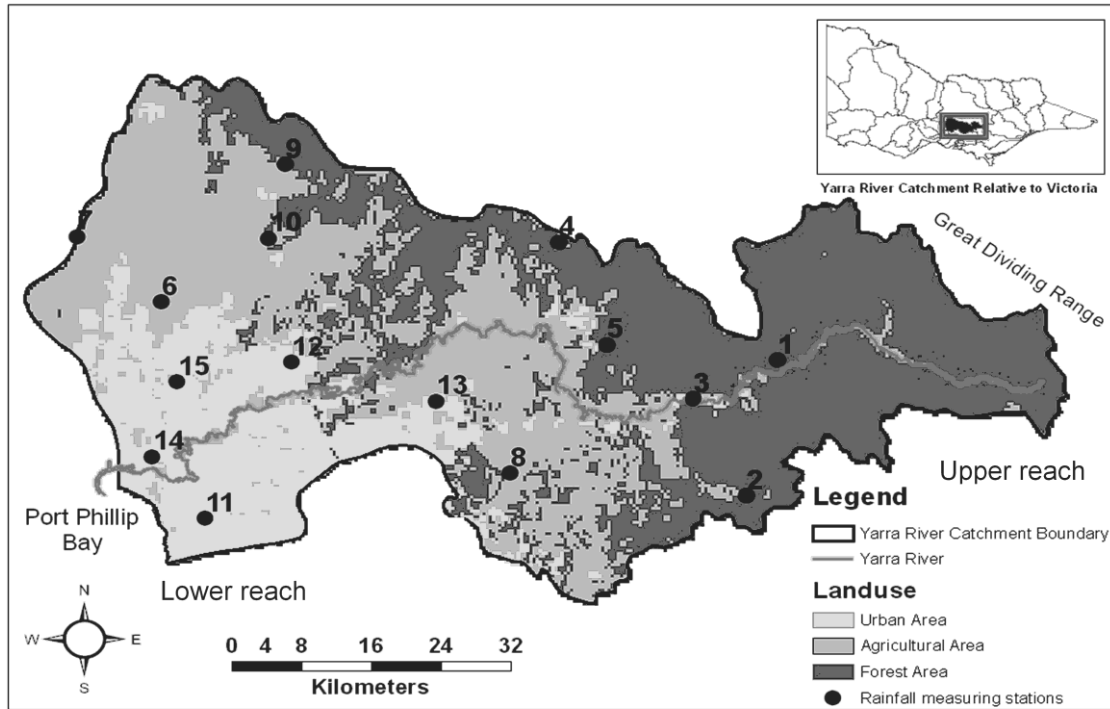 Yarra River Catchment Relative to Victoria
Great Dividing Range
9
7
10
4
6
5
12
1
15
13
3
14
8
2
11
Upper reach
Port Phillip
Bay
Lower reach
N
W
E
S
0 4 8 16 24 32
Kilometers
Legend
Yarra River Catchment Boundary
Yarra River
Landuse
Urban Area
Agricultural Area
Forest Area
Rainfall measuring stations